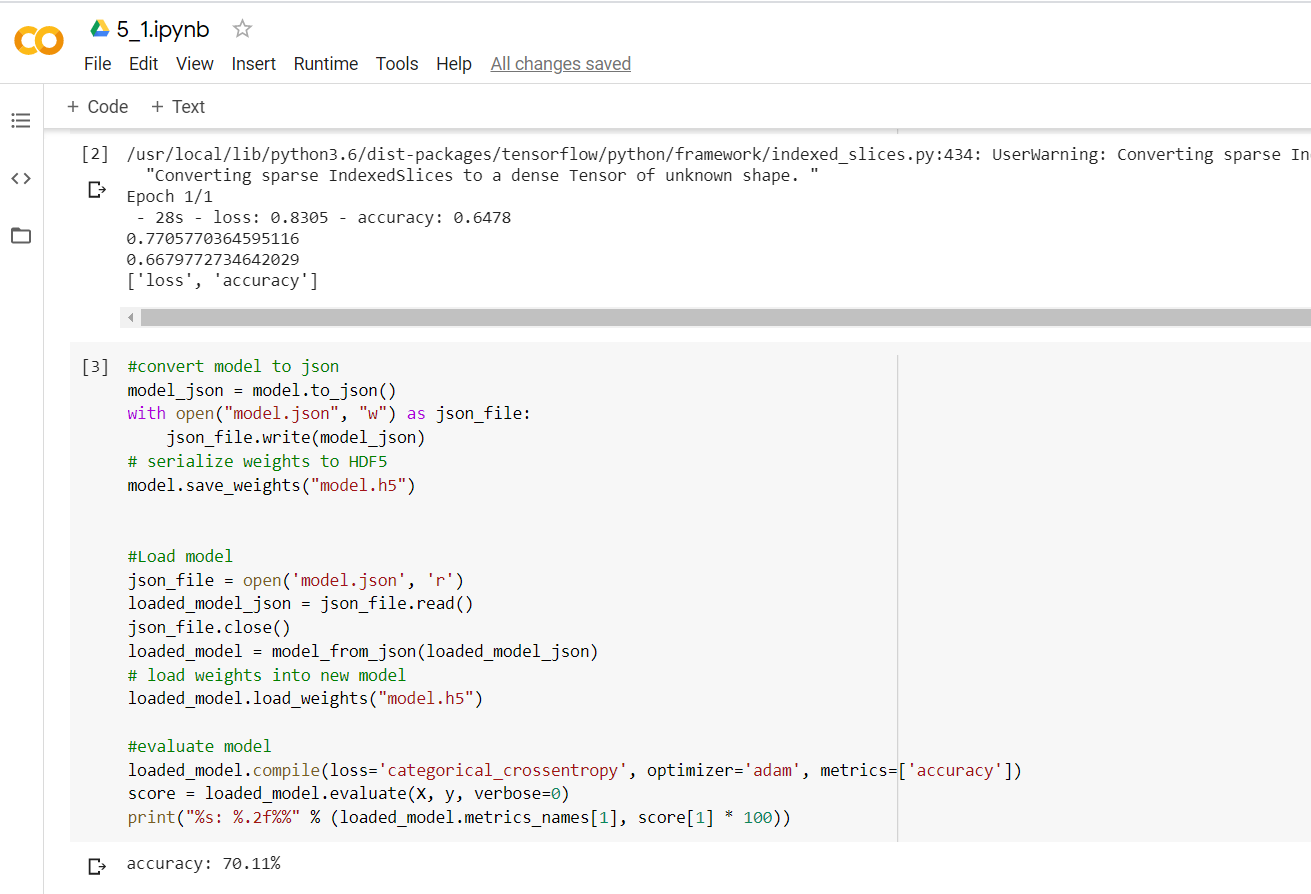 5_1.ipynb
File Edit View Insert Runtime Tools Help All changes saved
+ Code + Text
[2] /usr/local/lib/python3.6/dist-packages/tensorflow/python/framework/indexed_slices.py:434: UserWarning: Converting sparse In
"Converting sparse IndexedSlices to a dense Tensor of unknown shape. "
Epoch 1/1
 - 28s - loss: 0.8305 - accuracy: 0.6478
0.7705770364595116
0.6679772734642029
['loss', 'accuracy']
[3] #convert model to json
model_json = model.to_json()
with open("model.json", "w") as json_file:
    json_file.write(model_json)
# serialize weights to HDF5
model.save_weights("model.h5")
#Load model
json_file = open('model.json', 'r')
loaded_model_json = json_file.read()
json_file.close()
loaded_model = model_from_json(loaded_model_json)
# load weights into new model
loaded_model.load_weights("model.h5")
#evaluate model
loaded_model.compile(loss='categorical_crossentropy', optimizer='adam', metrics=['accuracy'])
score = loaded_model.evaluate(X, y, verbose=0)
print("%s: %.2f%%" % (loaded_model.metrics_names[1], score[1] * 100))
accuracy: 70.11%